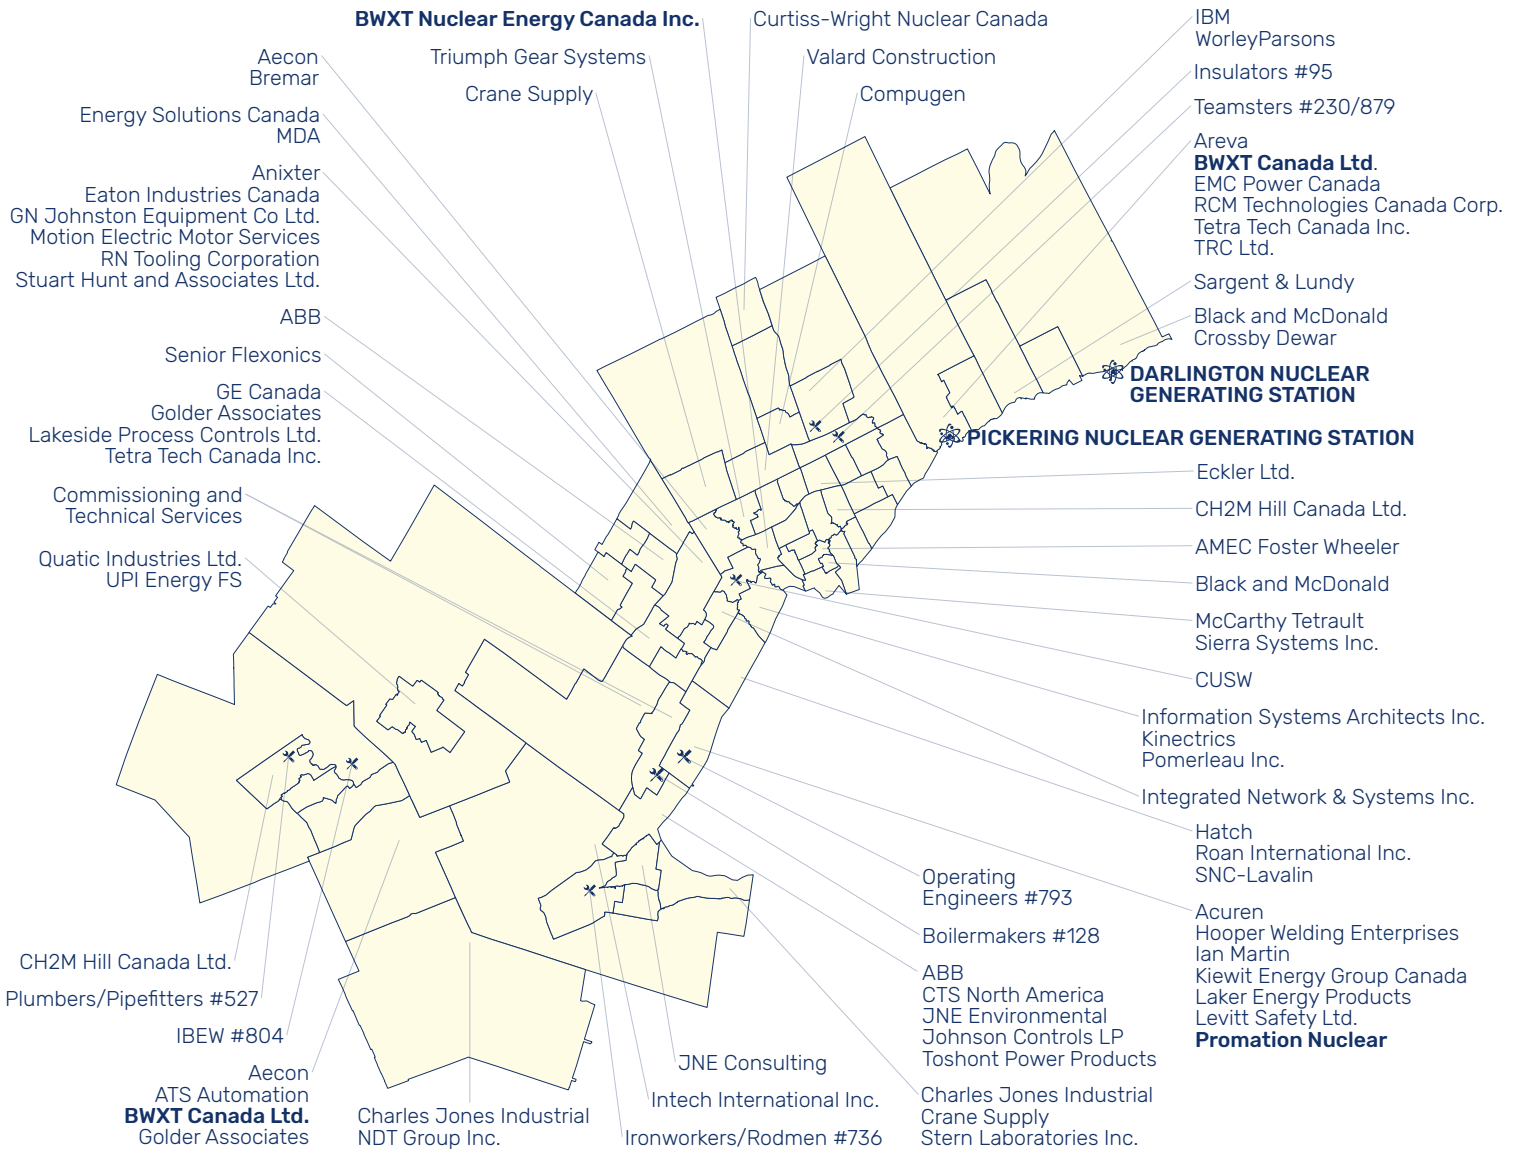 BWXT Nuclear Energy Canada Inc.
Triumph Gear Systems
Crane Supply
Curtiss-Wright Nuclear Canada
Valard Construction
Compugen
Aecon
Bremar
Energy Solutions Canada
MDA
Anixter
Eaton Industries Canada
GN Johnston Equipment Co Ltd.
Motion Electric Motor Services
RN Tooling Corporation
Stuart Hunt and Associates Ltd.
ABB
Senior Flexonics
GE Canada
Golder Associates
Lakeside Process Controls Ltd.
Tetra Tech Canada Inc.
Commissioning and
Technical Services
Quatic Industries Ltd.
UPI Energy FS
IBM
WorleyParsons
Insulators #95
Teamsters #230/879
Areva
BWXT Canada Ltd.
EMC Power Canada
RCM Technologies Canada Corp.
Tetra Tech Canada Inc.
TRC Ltd.
Sargent & Lundy
Black and McDonald
Crossby Dewar
DARLINGTON NUCLEAR
GENERATING STATION
PICKERING NUCLEAR GENERATING STATION
Eckler Ltd.
CH2M Hill Canada Ltd.
AMEC Foster Wheeler
Black and McDonald
McCarthy Tetrault
Sierra Systems Inc.
CUSW
Information Systems Architects Inc.
Kinectrics
Pomerleau Inc.
Integrated Network & Systems Inc.
Hatch
Roan International Inc.
SNC-Lavalin
Acuren
Hooper Welding Enterprises
Ian Martin
Kiewit Energy Group Canada
Laker Energy Products
Levitt Safety Ltd.
Promation Nuclear
Operating
Engineers #793
Boilermakers #128
ABB
CTS North America
JNE Environmental
Johnson Controls LP
Toshont Power Products
Charles Jones Industrial
Crane Supply
Stern Laboratories Inc.
JNE Consulting
Intech International Inc.
Ironworkers/Rodmen #736
CH2M Hill Canada Ltd.
Plumbers/Pipefitters #527
IBEW #804
Aecon
ATS Automation
BWXT Canada Ltd.
Golder Associates
Charles Jones Industrial
NDT Group Inc.